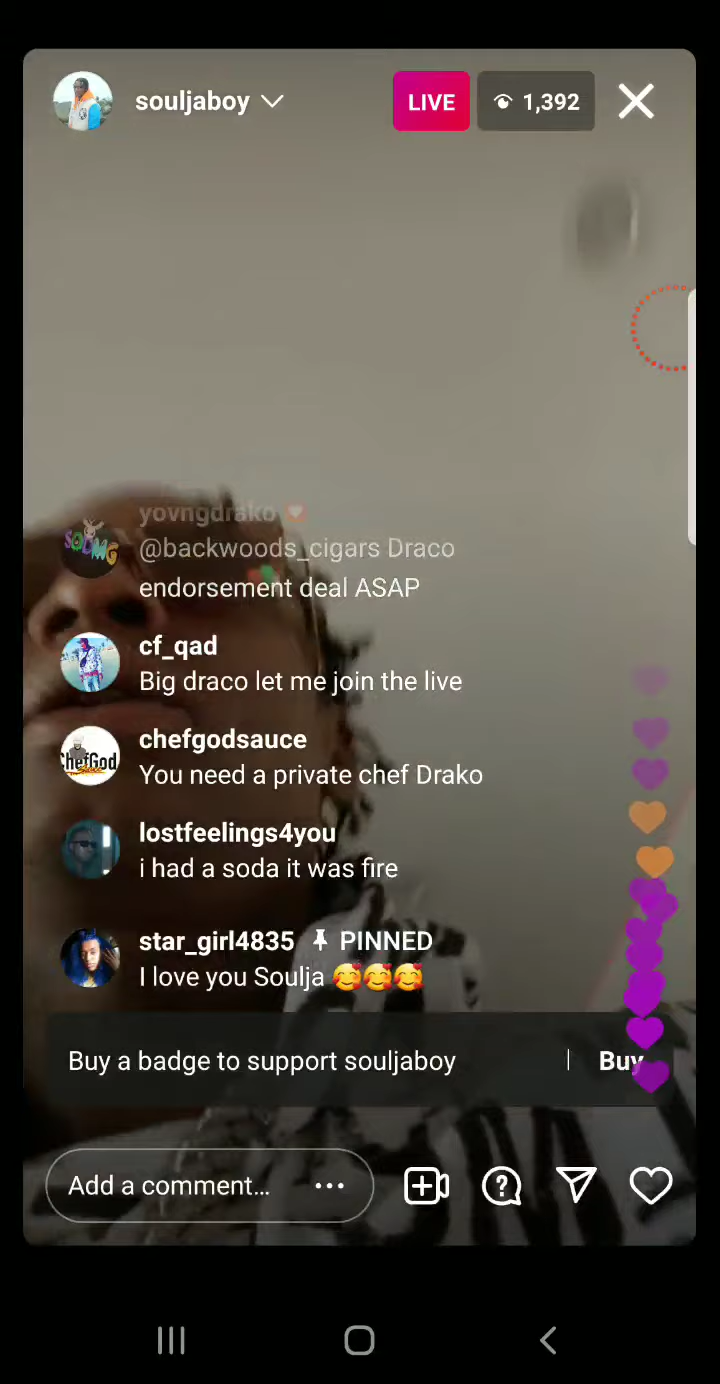 souljaboy
LIVE
1,392
yovngdrako
@backwoods_cigars Draco
endorsement deal ASAP
SODMG
cf_qad
Big draco let me join the live
chefgodsauce
ChefGod
You need a private chef Drako
lostfeelings4you
i had a soda it was fire
star_girl4835 PINNED
I love you Soulja 🥰🥰🥰
Buy a badge to support souljaboy | Buy
Add a comment...